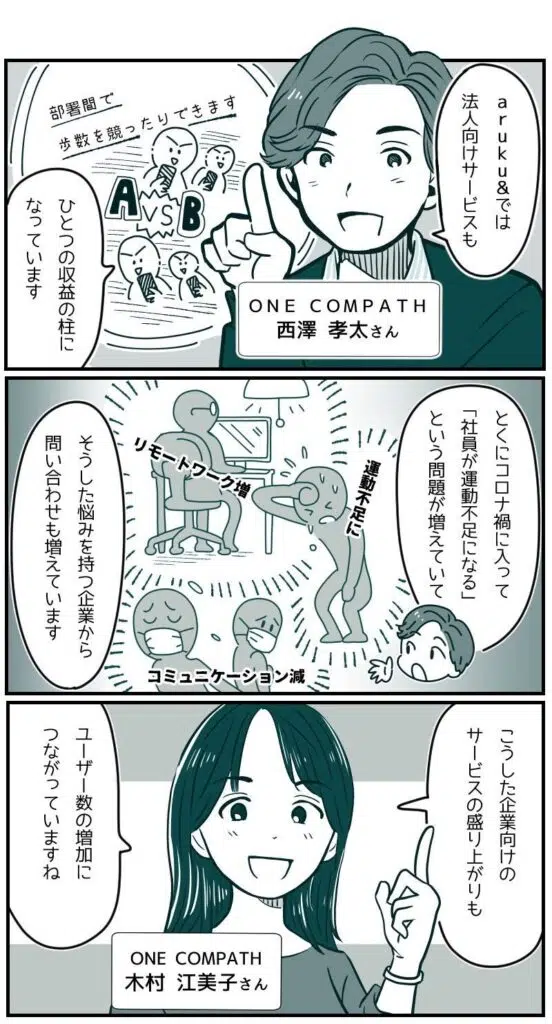 aruku&では
法人向けサービスも
部署間で
歩数を競ったりできます
A VS B
ひとつの収益の柱に
なっています
ONE COMPATH
西澤 孝太さん
とくにコロナ禍に入って
「社員が運動不足になる」
という問題が増えていて
運動不足に
リモートワーク増
コミュニケーション減
そうした悩みを持つ企業から
問い合わせも増えています
こうした企業向けの
サービスの盛り上がりも
ユーザー数の増加に
つながっていますね
ONE COMPATH
木村 江美子さん